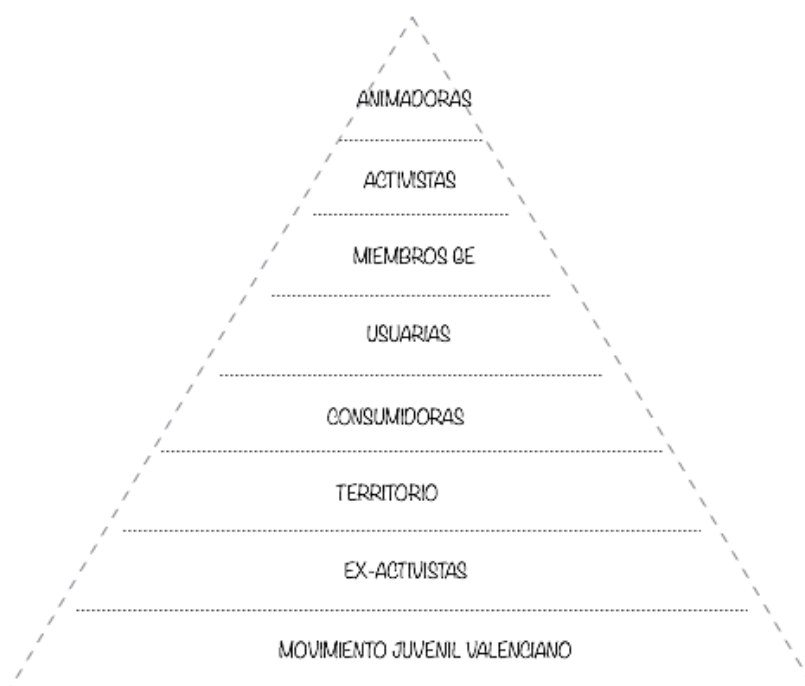 ANIMADORAS
ACTIVISTAS
MIEMBROS GE
USUARIAS
CONSUMIDORAS
TERRITORIO
EX-ACTIVISTAS
MOVIMIENTO JUVENIL VALENCIANO